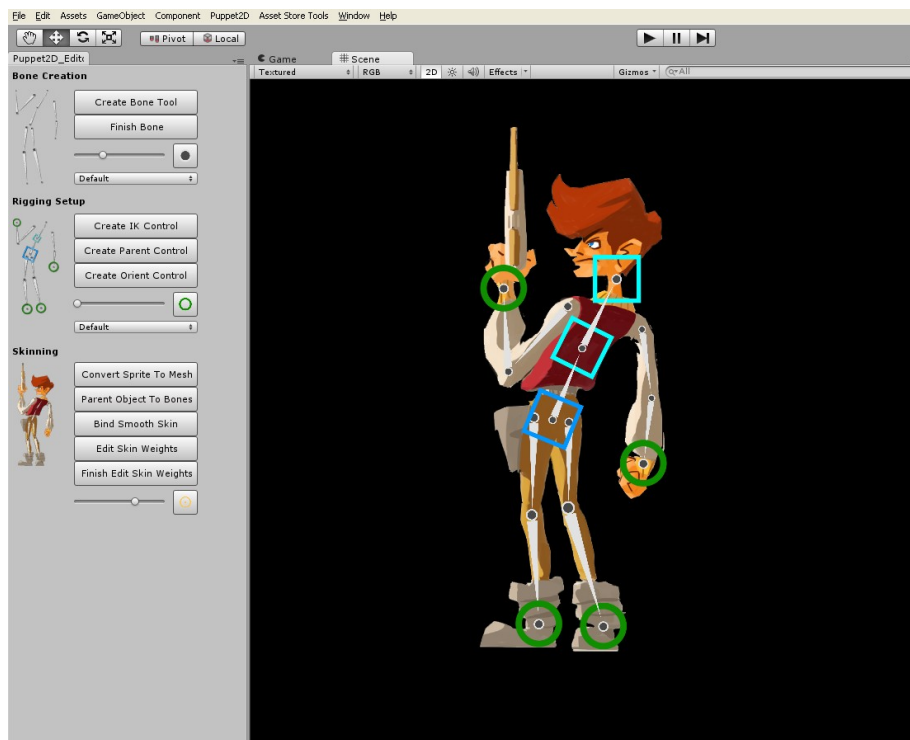 File Edit Assets GameObject Component Puppet2D Asset Store Tools Window Help
Pivot Local
Puppet2D_Edito
Game Scene
Textured RGB 2D Effects Gizmos All
Bone Creation
Create Bone Tool
Finish Bone
Default
Rigging Setup
Create IK Control
Create Parent Control
Create Orient Control
Default
Skinning
Convert Sprite To Mesh
Parent Object To Bones
Bind Smooth Skin
Edit Skin Weights
Finish Edit Skin Weights